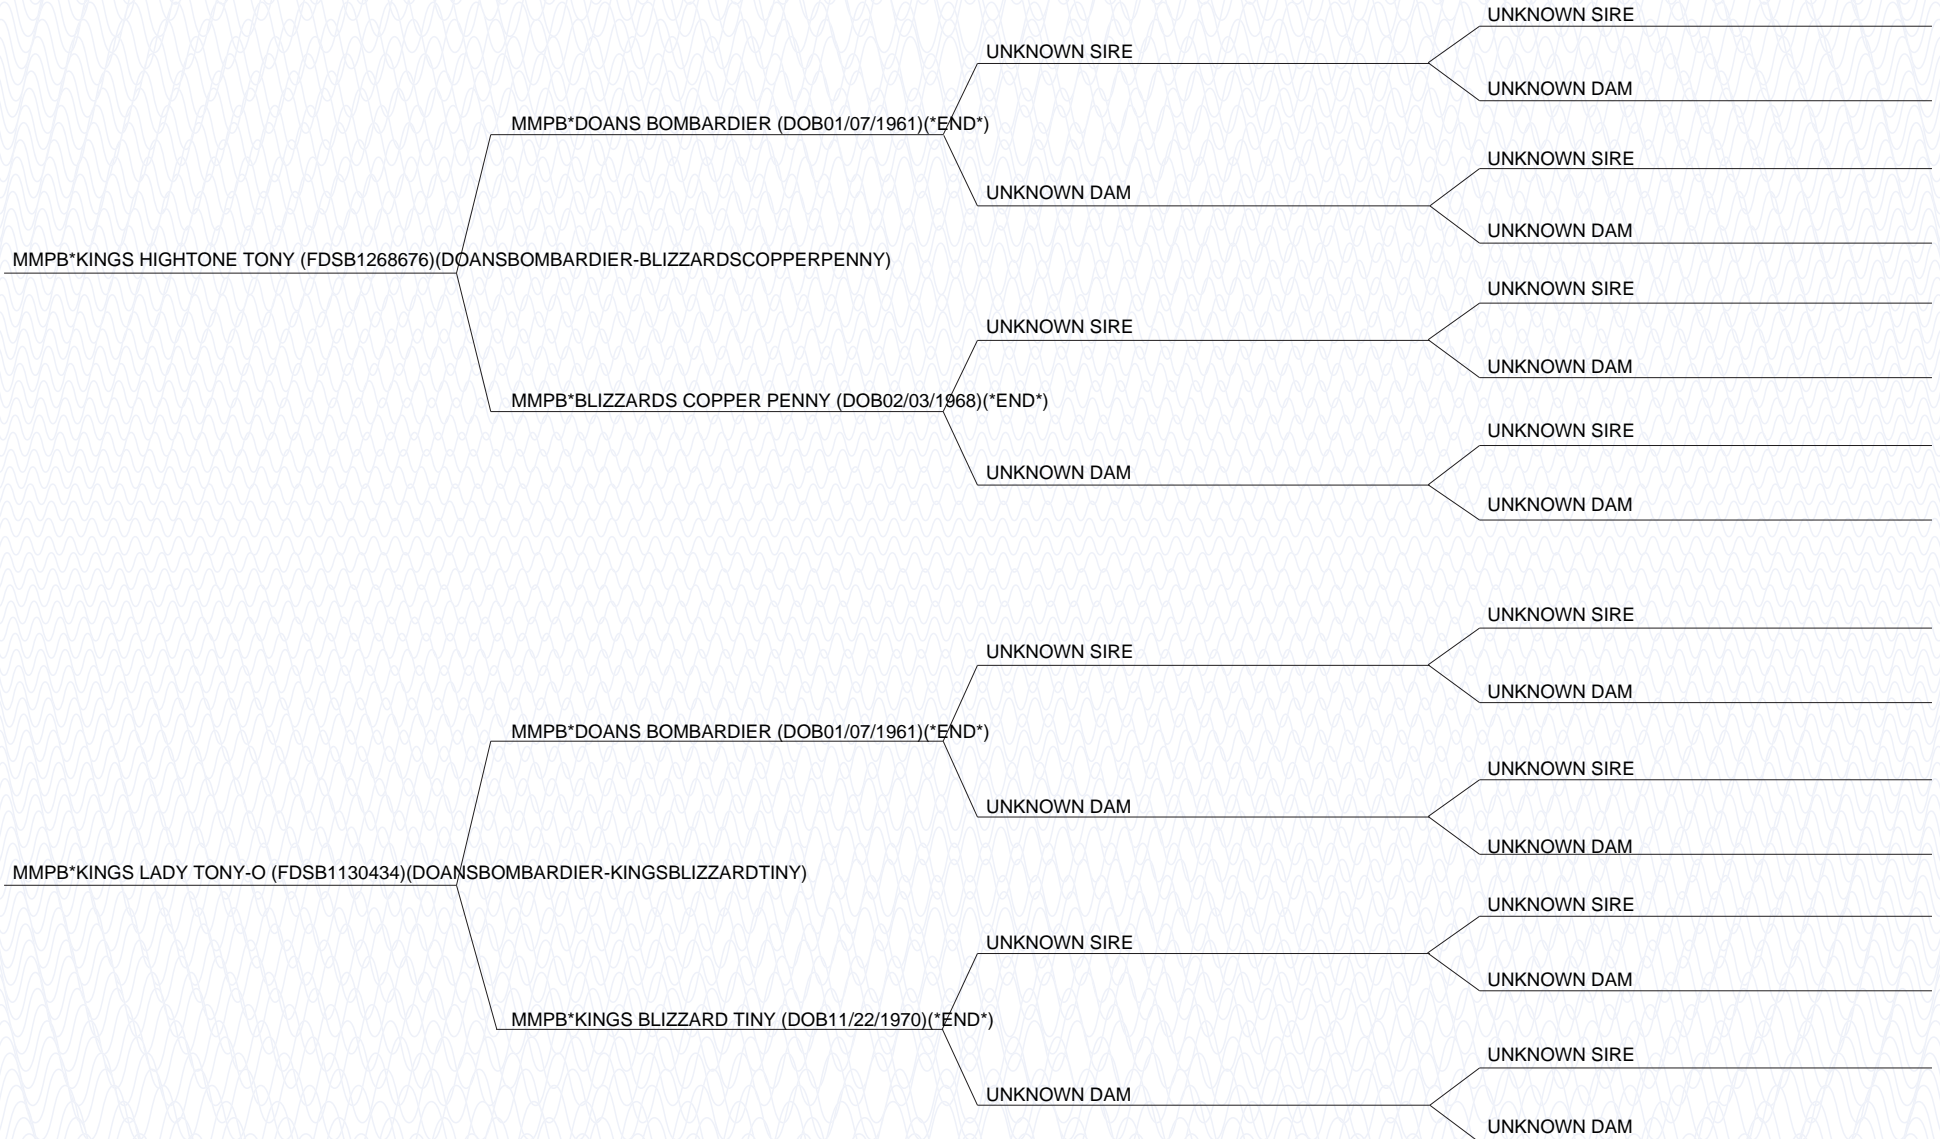 UNKNOWN SIRE
UNKNOWN SIRE
UNKNOWN DAM
MMPB*DOANS BOMBARDIER (DOB01/07/1961)(*END*)
UNKNOWN SIRE
UNKNOWN DAM
UNKNOWN DAM
MMPB*KINGS HIGHTONE TONY (FDSB1268676)(DOANSBOMBARDIER-BLIZZARDSCOPPERPENNY)
UNKNOWN SIRE
UNKNOWN SIRE
UNKNOWN DAM
MMPB*BLIZZARDS COPPER PENNY (DOB02/03/1968)(*END*)
UNKNOWN SIRE
UNKNOWN DAM
UNKNOWN DAM
UNKNOWN SIRE
UNKNOWN SIRE
UNKNOWN DAM
MMPB*DOANS BOMBARDIER (DOB01/07/1961)(*END*)
UNKNOWN SIRE
UNKNOWN DAM
UNKNOWN DAM
MMPB*KINGS LADY TONY-O (FDSB1130434)(DOANSBOMBARDIER-KINGSBLIZZARDTINY)
UNKNOWN SIRE
UNKNOWN SIRE
UNKNOWN DAM
MMPB*KINGS BLIZZARD TINY (DOB11/22/1970)(*END*)
UNKNOWN SIRE
UNKNOWN DAM
UNKNOWN DAM